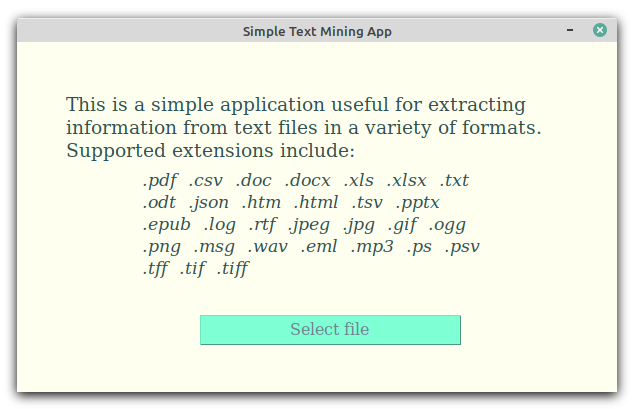 Simple Text Mining App
This is a simple application useful for extracting
information from text files in a variety of formats.
Supported extensions include:
.pdf .csv .doc .docx .xls .xlsx .txt
.odt .json .htm .html .tsv .pptx
.epub .log .rtf .jpeg .jpg .gif .ogg
.png .msg .wav .eml .mp3 .ps .psv
.tff .tif .tiff
Select file